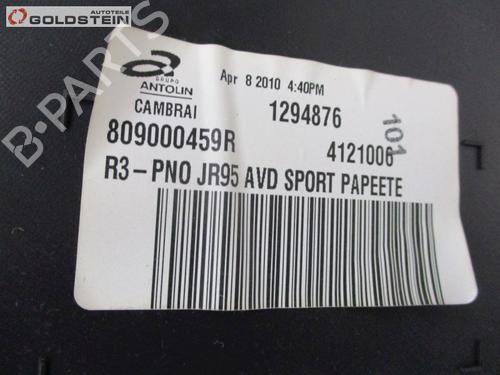 AUTOTEILE
GOLDSTEIN
B-PARTS
GRUPO
ANTOLIN
Apr 8 2010 4:40PM
CAMBRAI
1294876
101
809000459R
4121006
R3-PNO JR95 AVD SPORT PAPEETE